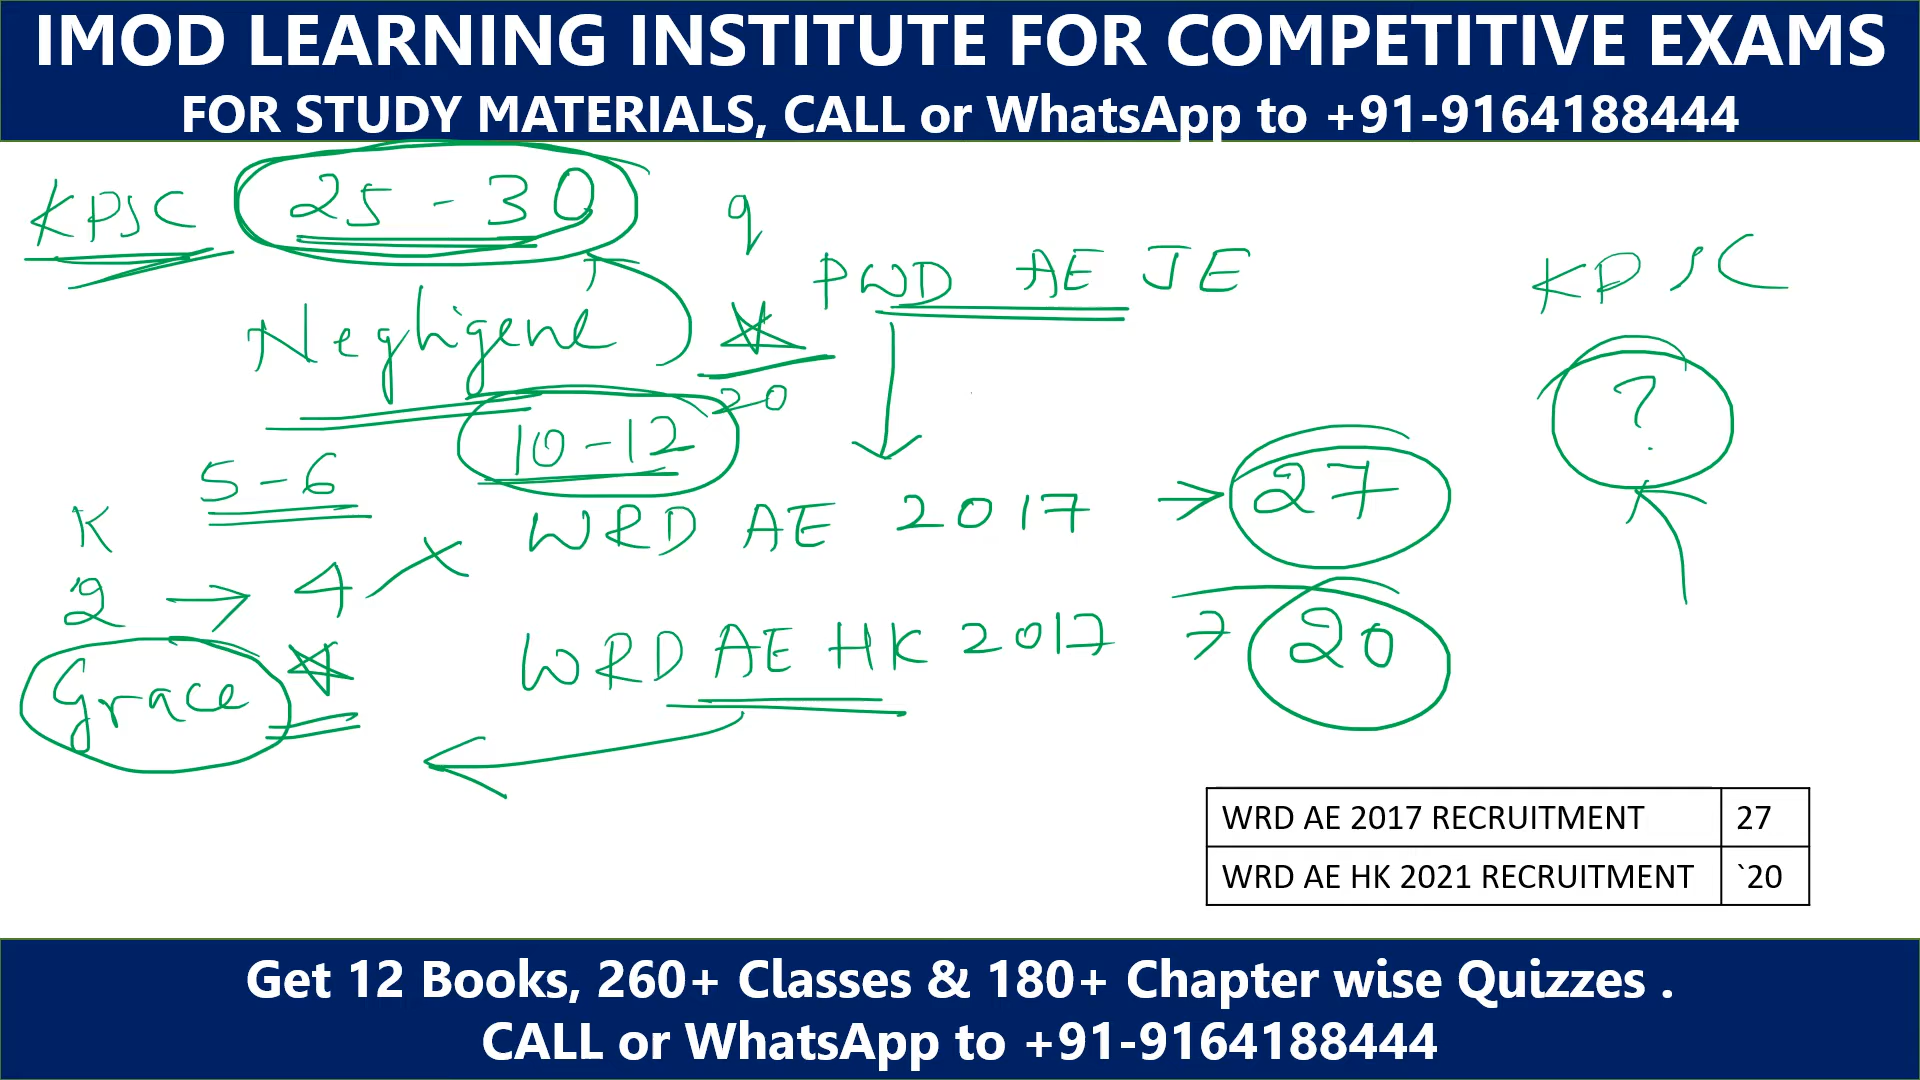 IMOD LEARNING INSTITUTE FOR COMPETITIVE EXAMS
FOR STUDY MATERIALS, CALL or WhatsApp to +91-9164188444
KPSC 25 - 30
q
PWD AE JE
KPSC
Neghigene
?
20
10 - 12
5 - 6
K
WRD AE 2017 → 27
2 → 4
WRD AE HK 2017 → 20
Grace
WRD AE 2017 RECRUITMENT 27
WRD AE HK 2021 RECRUITMENT `20
Get 12 Books, 260+ Classes & 180+ Chapter wise Quizzes .
CALL or WhatsApp to +91-9164188444